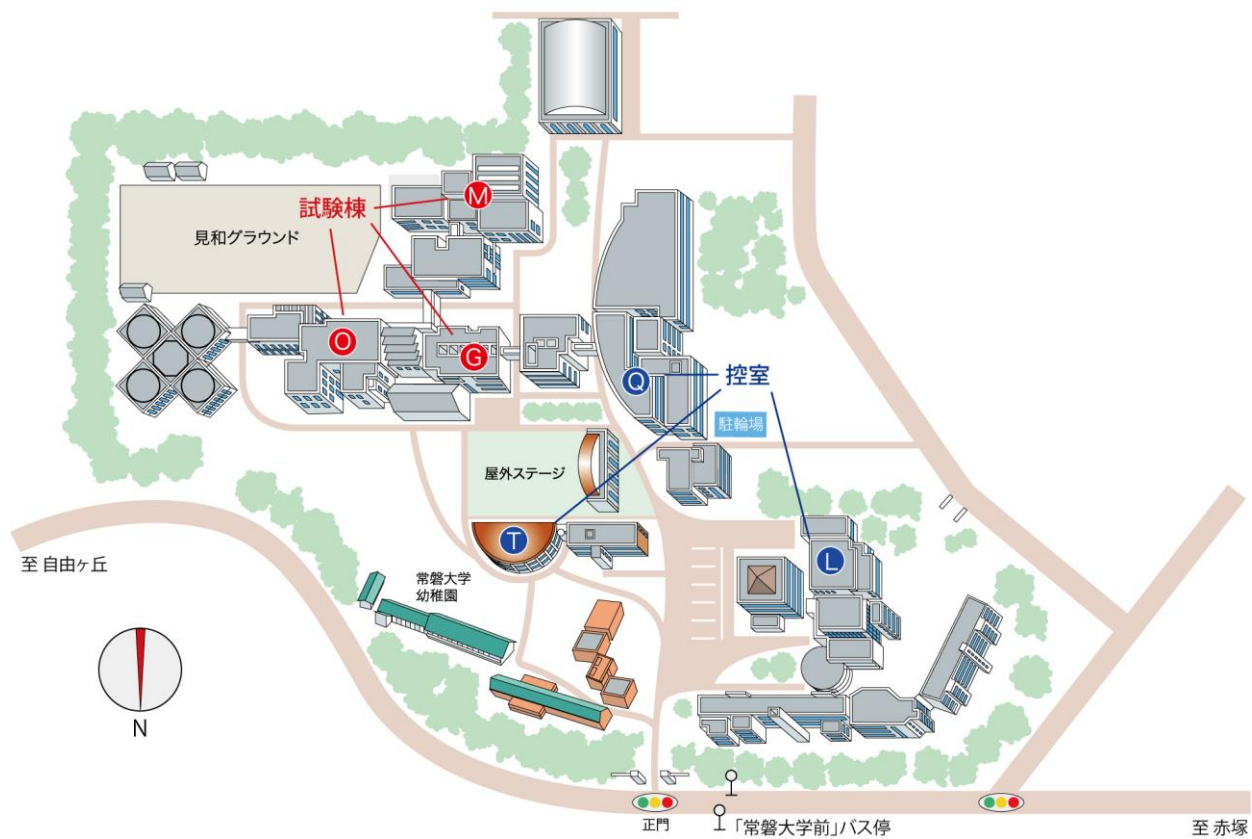 M
試験棟
見和グラウンド
O
G
Q
控室
駐輪場
屋外ステージ
T
L
至 自由ヶ丘
常磐大学
幼稚園
N
正門
「常磐大学前」バス停
至 赤塚